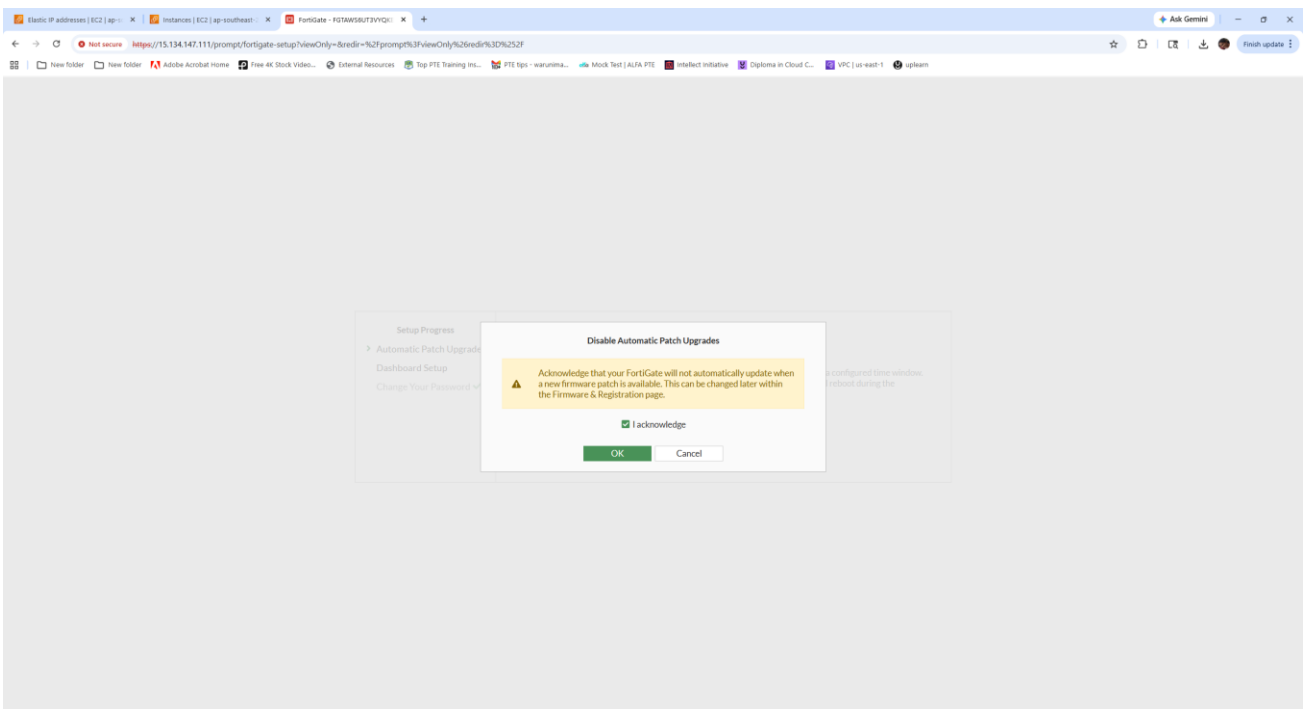 Elastic IP addresses | EC2 | ap-s
Instances | EC2 | ap-southeast-
FortiGate - FGTAWS8UT3VYQX
Ask Gemini
Not secure
https://15.134.147.111/prompt/fortigate-setup?viewOnly=&redir=%2Fprompt%3FviewOnly%26redir%3D%252F
Finish update
New folder
New folder
Adobe Acrobat Home
Free 4K Stock Video...
External Resources
Top PTE Training Ins...
PTE tips - warunima...
Mock Test | ALFA PTE
Intellect Initiative
Diploma in Cloud C...
VPC | us-east-1
uplearn
Setup Progress
Automatic Patch Upgrade
Dashboard Setup
Change Your Password
Disable Automatic Patch Upgrades
Acknowledge that your FortiGate will not automatically update when
a new firmware patch is available. This can be changed later within
the Firmware & Registration page.
I acknowledge
OK
Cancel
a configured time window.
reboot during the